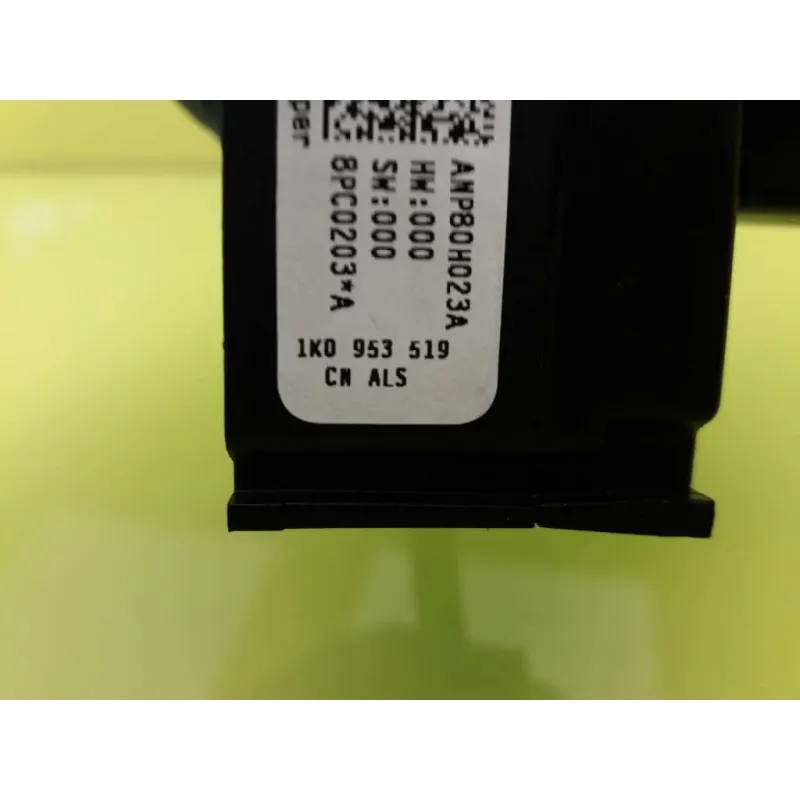 AMP80H023A
HW:000
SW:000
8PC0203*A
1K0 953 519
CN ALS